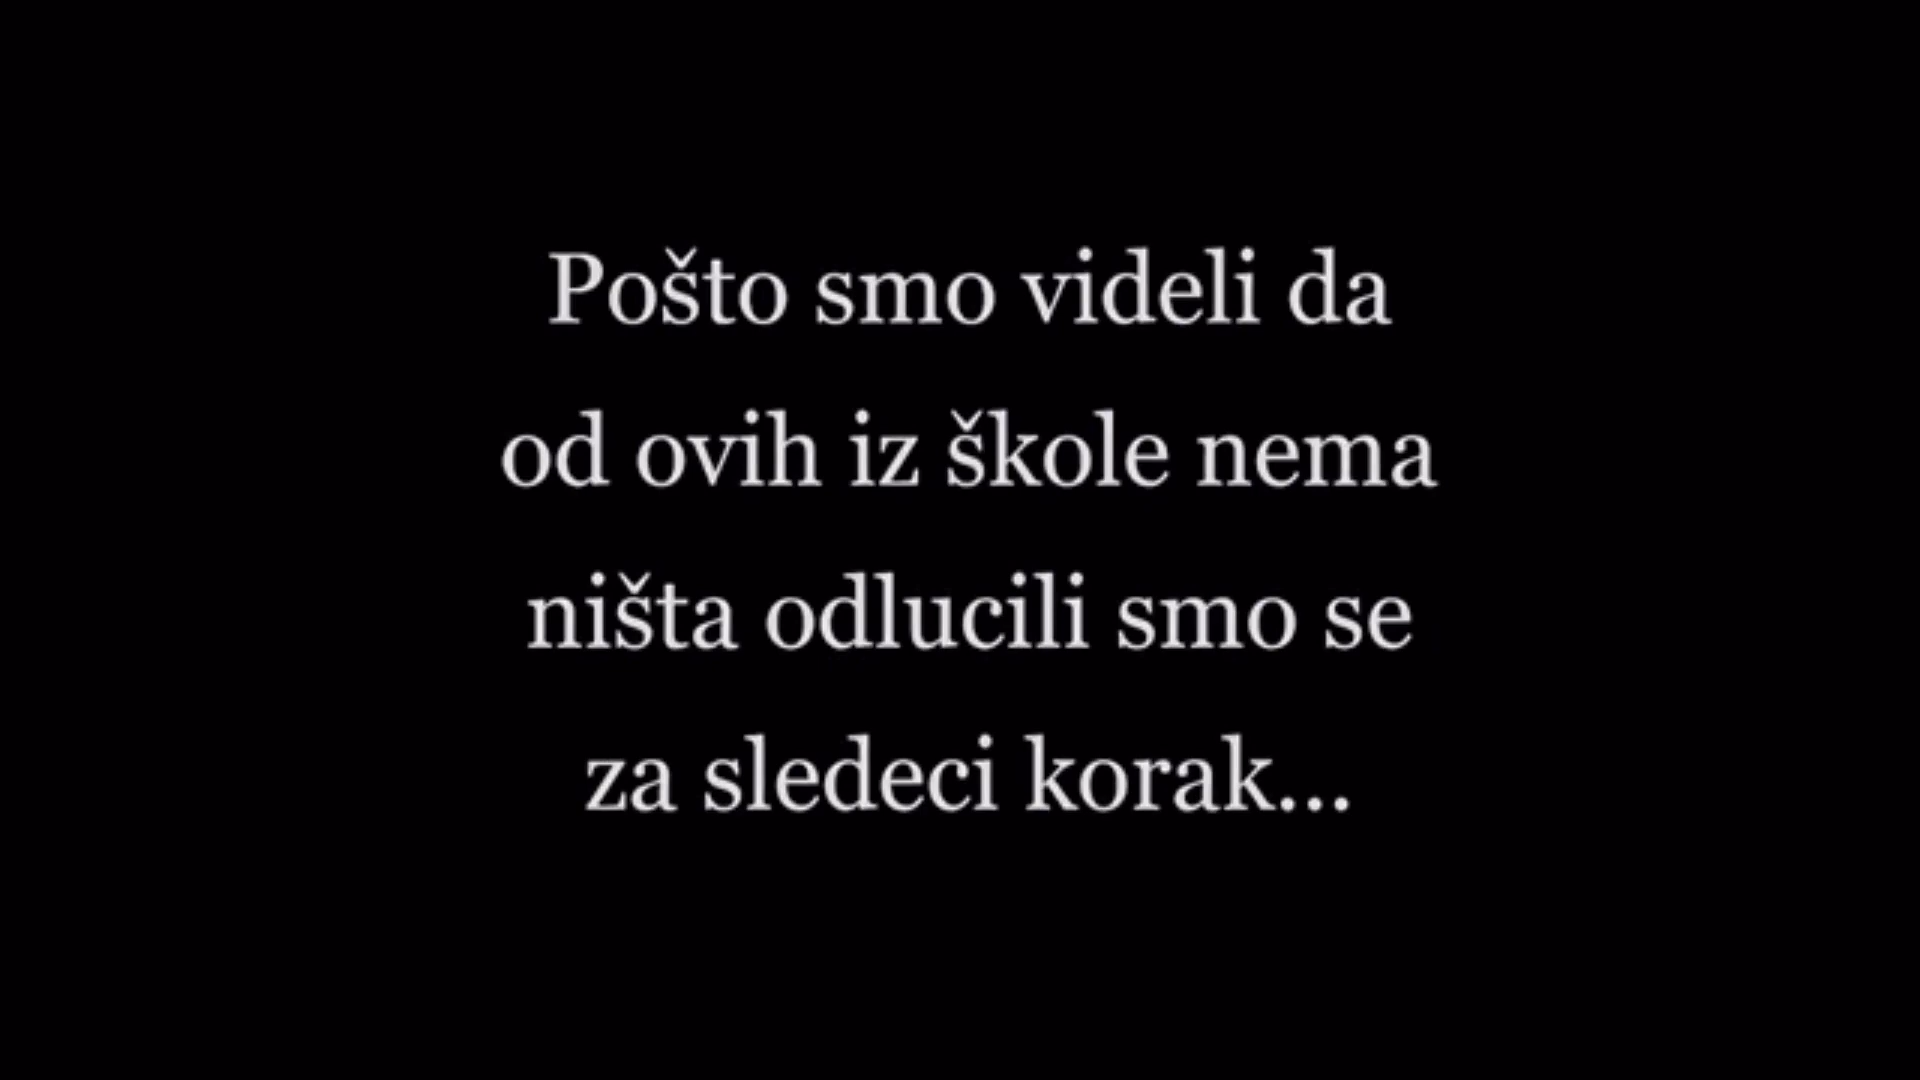 Pošto smo videli da
od ovih iz škole nema
ništa odlucili smo se
za sledeci korak...